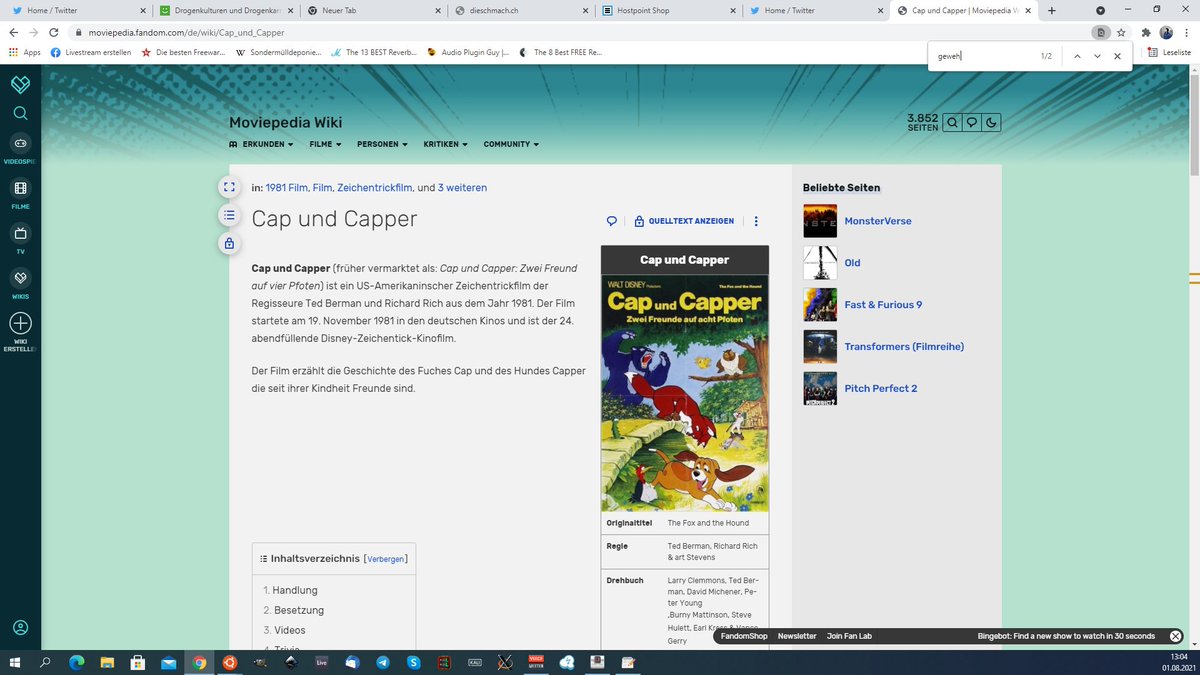 Home / Twitter
Drogenkulturen und Drogenkar
Neuer Tab
dieschmach.ch
Hostpoint Shop
Home / Twitter
Cap und Capper | Moviepedia W
moviepedia.fandom.com/de/wiki/Cap_und_Capper
Apps
Livestream erstellen
Die besten Freewar...
Sondermülldeponie...
The 13 BEST Reverb...
Audio Plugin Guy |...
The 8 Best FREE Re...
Leseliste
geweh
1/2
VIDEOSPIE
FILME
TV
WIKIS
WIKI
ERSTELLEN
Moviepedia Wiki
3.852
SEITEN
ERKUNDEN
FILME
PERSONEN
KRITIKEN
COMMUNITY
in: 1981 Film, Film, Zeichentrickfilm, und 3 weiteren
Cap und Capper
QUELLTEXT ANZEIGEN
Cap und Capper (früher vermarktet als: Cap und Capper: Zwei Freund
auf vier Pfoten) ist ein US-Amerikaninscher Zeichentrickfilm der
Regisseure Ted Berman und Richard Rich aus dem Jahr 1981. Der Film
startete am 19. November 1981 in den deutschen Kinos und ist der 24.
abendfüllende Disney-Zeichentick-Kinofilm.
Der Film erzählt die Geschichte des Fuches Cap und des Hundes Capper
die seit ihrer Kindheit Freunde sind.
Inhaltsverzeichnis [Verbergen]
1. Handlung
2. Besetzung
3. Videos
4. Trivia
Cap und Capper
WALT DISNEY
The Fox and the Hound
Cap und Capper
Zwei Freunde auf acht Pfoten
Originaltitel
The Fox and the Hound
Regie
Ted Berman, Richard Rich
& art Stevens
Drehbuch
Larry Clemmons, Ted Ber-
man, David Michener, Pe-
ter Young
,Burny Mattinson, Steve
Hulett, Earl Kress & Vance
Gerry
Beliebte Seiten
MonsterVerse
Old
Fast & Furious 9
Transformers (Filmreihe)
Pitch Perfect 2
FandomShop
Newsletter
Join Fan Lab
Bingebot: Find a new show to watch in 30 seconds
Live
13:04
01.08.2021